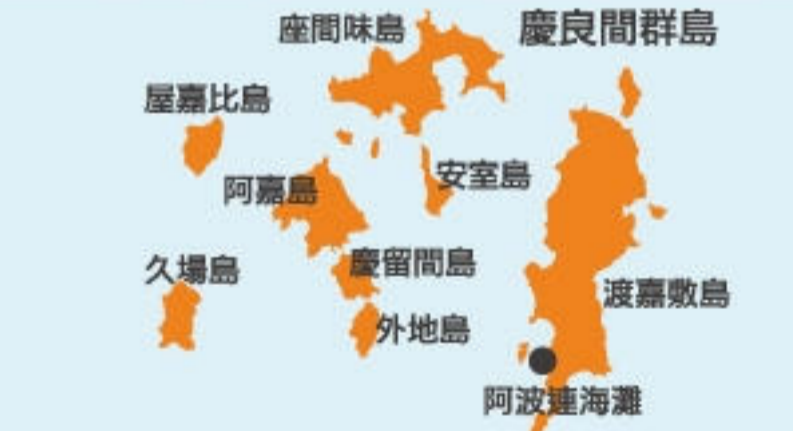 座間味島
慶良間群島
屋嘉比島
阿嘉島
安室島
久場島
慶留間島
渡嘉敷島
外地島
阿波連海灘